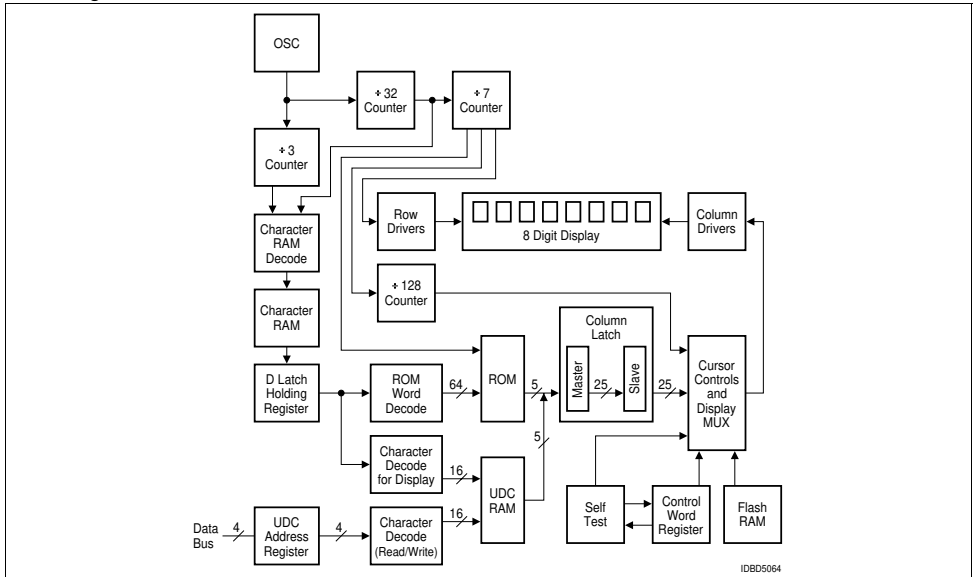 OSC
÷ 32
Counter
÷ 7
Counter
÷ 3
Counter
Character
RAM
Decode
Row
Drivers
8 Digit Display
Column
Drivers
÷ 128
Counter
Character
RAM
Column
Latch
Master
25
Slave
25
Cursor
Controls
and
Display
MUX
D Latch
Holding
Register
ROM
Word
Decode
64
ROM
5
5
Character
Decode
for Display
16
UDC
RAM
16
Data
Bus
4
UDC
Address
Register
4
Character
Decode
(Read/Write)
Self
Test
Control
Word
Register
Flash
RAM
IDBD5064